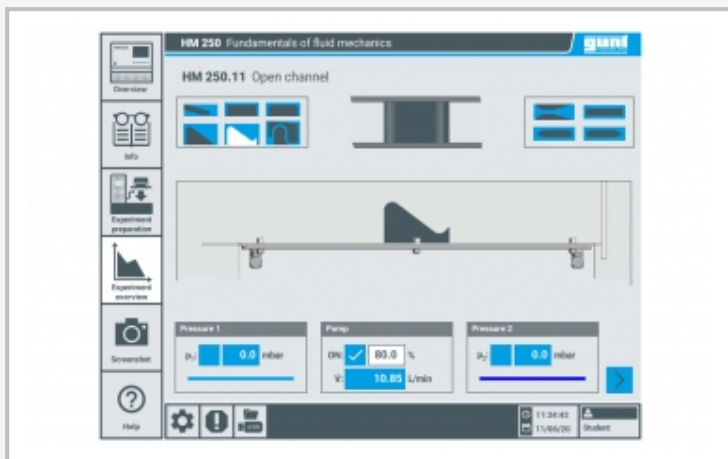 HM 250 Fundamentals of fluid mechanics
gunt
HM 250.11 Open channel
Overview
Info
Experiment
preparation
Experiment
overview
Screenshot
Help
Pressure 1
p₁: 0.0 mbar
Pump
ON: 80.0 %
V̇: 10.85 L/min
Pressure 2
p₂: 0.0 mbar
11:34:42
11/06/20
Student